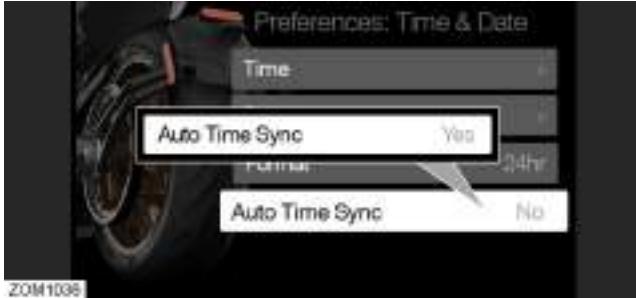 Preferences: Time & Date
Time
Auto Time Sync Yes
Format 24hr
Auto Time Sync No
ZOM1036